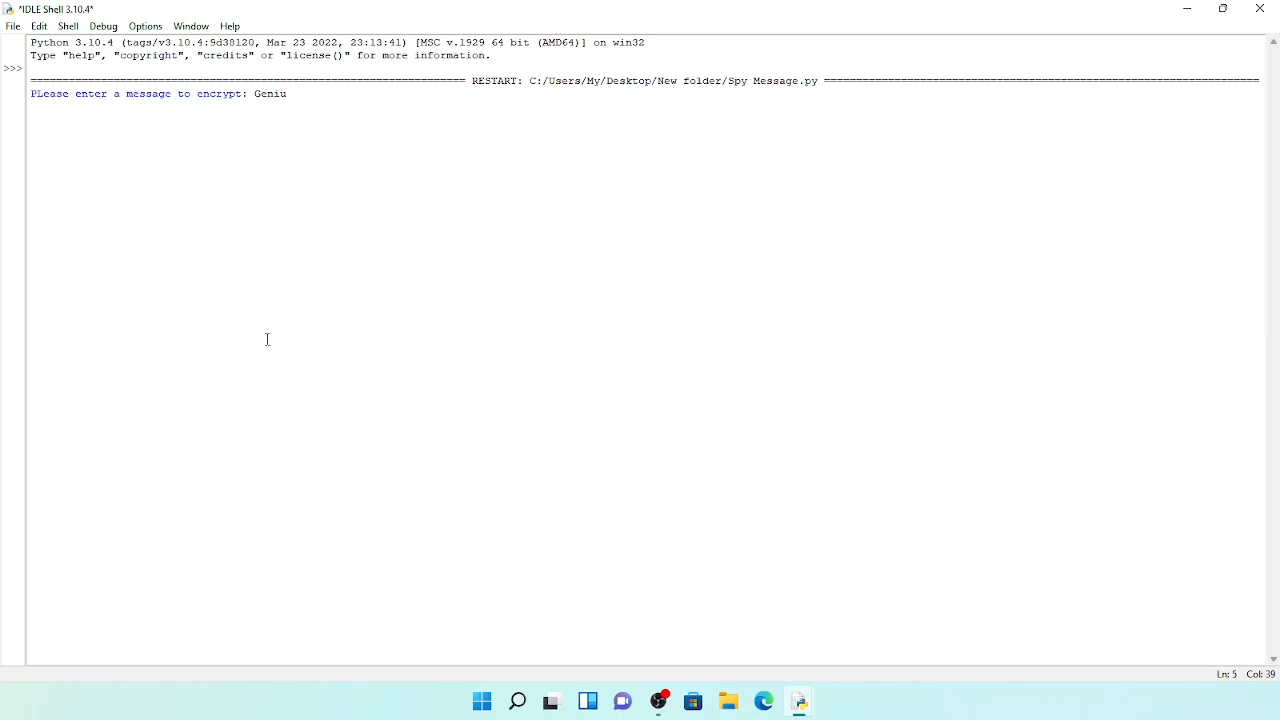 *IDLE Shell 3.10.4*
File Edit Shell Debug Options Window Help
Python 3.10.4 (tags/v3.10.4:9d38120, Mar 23 2022, 23:13:41) [MSC v.1929 64 bit (AMD64)] on win32
Type "help", "copyright", "credits" or "license()" for more information.
>>>
RESTART: C:/Users/My/Desktop/New folder/Spy Message.py
PLease enter a message to encrypt: Geniu
Ln: 5 Col: 39